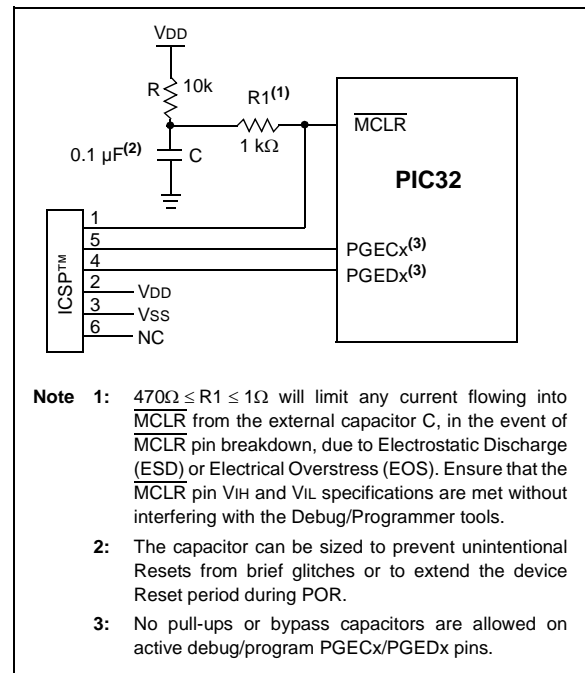 VDD
R 10k
R1(1)
1 kΩ
0.1 µF(2)
C
MCLR
PIC32
PGECx(3)
PGEDx(3)
ICSP™
1
5
4
2
3
6
VDD
VSS
NC
Note 1: 470Ω ≤ R1 ≤ 1Ω will limit any current flowing into
MCLR from the external capacitor C, in the event of
MCLR pin breakdown, due to Electrostatic Discharge
(ESD) or Electrical Overstress (EOS). Ensure that the
MCLR pin VIH and VIL specifications are met without
interfering with the Debug/Programmer tools.
2: The capacitor can be sized to prevent unintentional
Resets from brief glitches or to extend the device
Reset period during POR.
3: No pull-ups or bypass capacitors are allowed on
active debug/program PGECx/PGEDx pins.